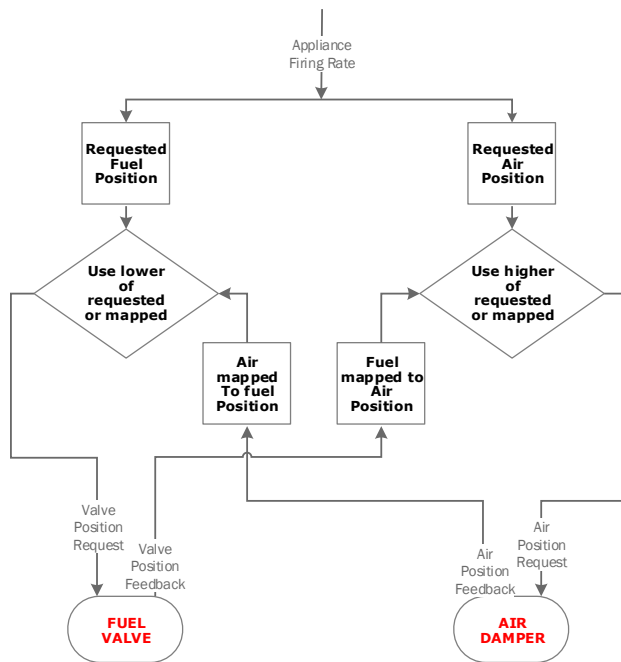 Appliance
Firing Rate
Requested
Fuel
Position
Requested
Air
Position
Use lower
of
requested
or mapped
Use higher
of
requested
or mapped
Air
mapped
To fuel
Position
Fuel
mapped to
Air
Position
Valve
Position
Request
Valve
Position
Feedback
Air
Position
Feedback
Air
Position
Request
FUEL
VALVE
AIR
DAMPER